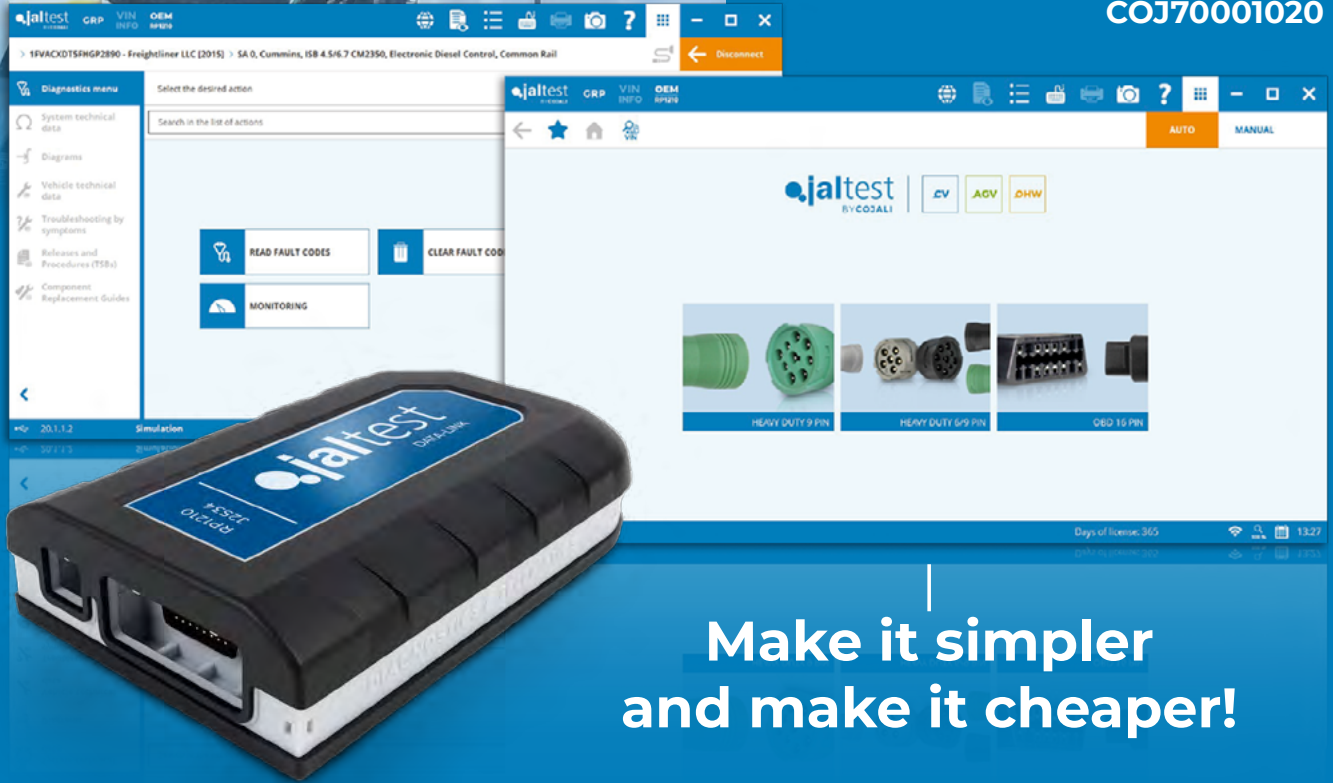 COJ70001020
jaltest GRP VIN INFO OEM RP1210
BY COJALI
> 1FVACXDT5FHGP2890 - Freightliner LLC [2015] > SA 0, Cummins, ISB 4.5/6.7 CM2350, Electronic Diesel Control, Common Rail
Disconnect
Diagnostics menu
Select the desired action
Search in the list of actions
System technical data
Diagrams
Vehicle technical data
Troubleshooting by symptoms
Releases and Procedures (TSBs)
Component Replacement Guides
READ FAULT CODES
CLEAR FAULT COD
MONITORING
20.1.1.2
Simulation
jaltest GRP VIN INFO OEM RP1210
BY COJALI
AUTO
MANUAL
jaltest
BY COJALI
.CV
.AGV
.OHW
HEAVY DUTY 9 PIN
HEAVY DUTY 6/9 PIN
OBD 16 PIN
Days of license: 365
13:27
jaltest
DATA-LINK
RP1210
J2534
Make it simpler
and make it cheaper!